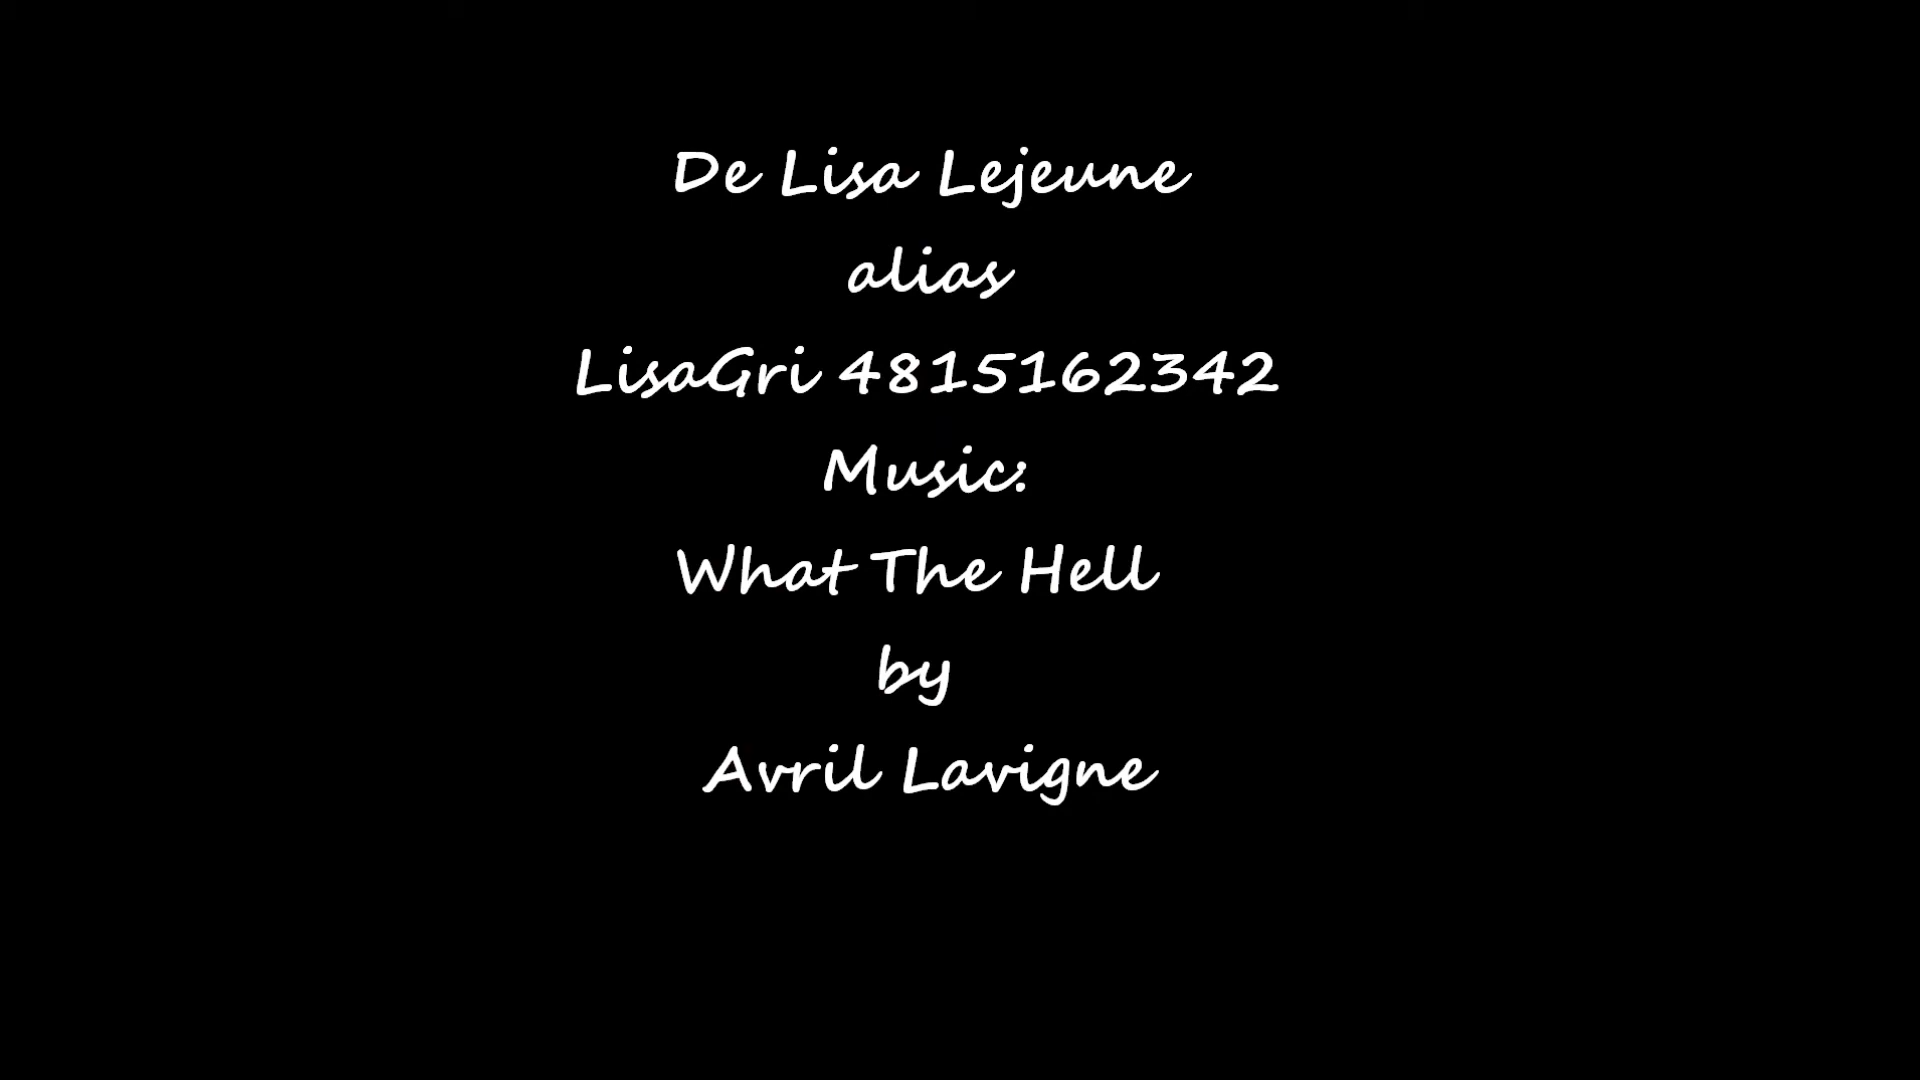 De Lisa Lejeune
alias
LisaGri 4815162342
Music:
What The Hell
by
Avril Lavigne